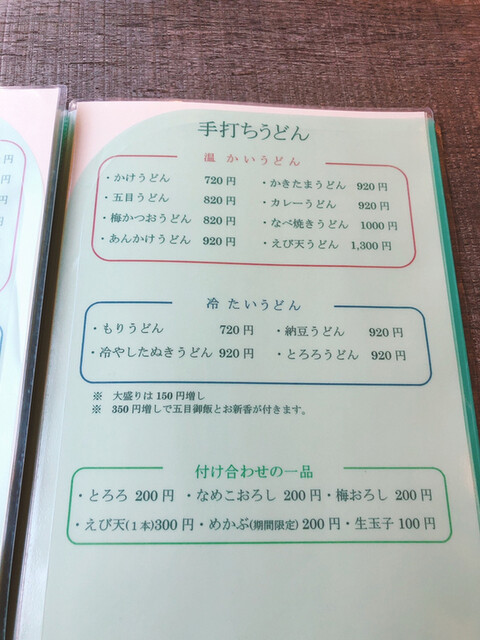 円
円
円
円
手打ちうどん
温かいうどん
・かけうどん 720円 ・かきたまうどん 920円
・五目うどん 820円 ・カレーうどん 920円
・梅かつおうどん 820円 ・なべ焼きうどん 1000円
・あんかけうどん 920円 ・えび天うどん 1,300円
冷たいうどん
・もりうどん 720円 ・納豆うどん 920円
・冷やしたぬきうどん 920円 ・とろろうどん 920円
※ 大盛りは150円増し
※ 350円増しで五目御飯とお新香が付きます。
付け合わせの一品
・とろろ 200円 ・なめこおろし 200円・梅おろし 200円
・えび天(1本)300円・めかぶ(期間限定) 200円・生玉子 100円